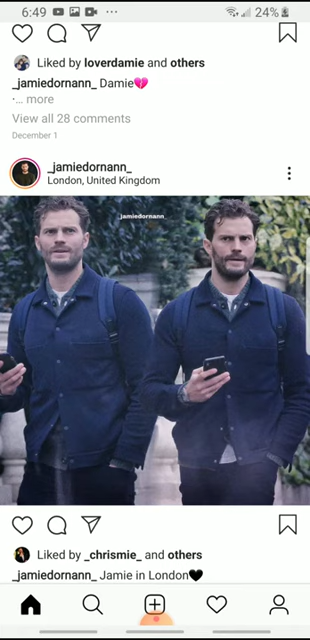 6:49 ... 24%
Liked by loverdamie and others
_jamiedornann_ Damie💔
·... more
View all 28 comments
December 1
_jamiedornann_
London, United Kingdom
jamiedornann_
Liked by _chrismie_ and others
_jamiedornann_ Jamie in London🖤